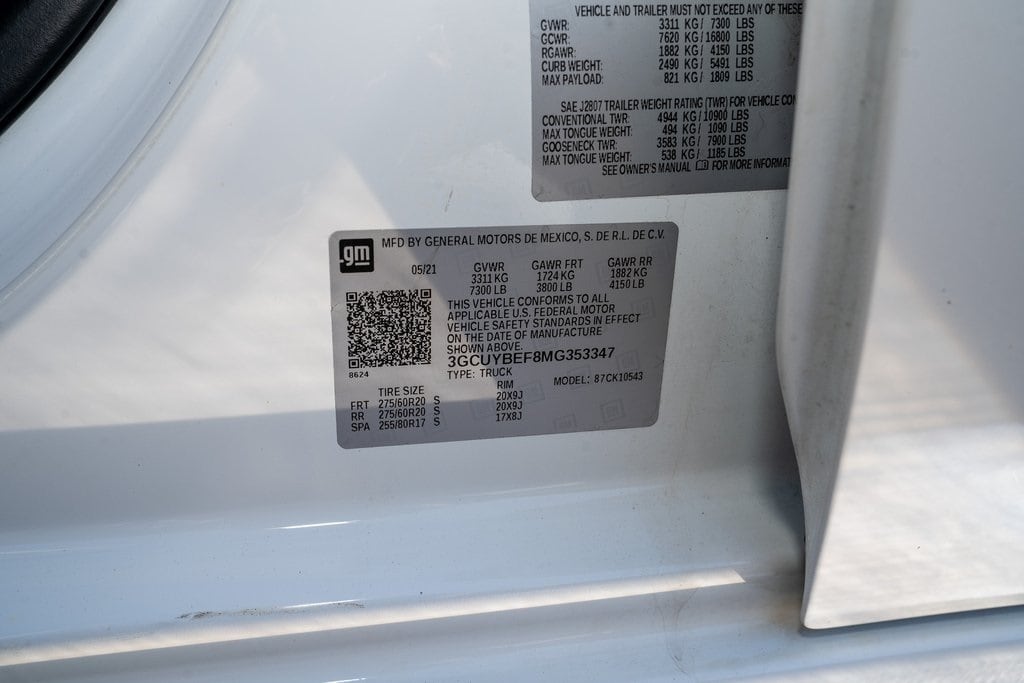 VEHICLE AND TRAILER MUST NOT EXCEED ANY OF THESE
GVWR: 3311 KG/ 7300 LBS
GCWR: 7620 KG/ 16800 LBS
RGAWR: 1882 KG/ 4150 LBS
CURB WEIGHT: 2490 KG/ 5491 LBS
MAX PAYLOAD: 821 KG/ 1809 LBS
SAE J2807 TRAILER WEIGHT RATING (TWR) FOR VEHICLE
CONVENTIONAL TWR: 4944 KG/10900 LBS
MAX TONGUE WEIGHT: 494 KG/ 1090 LBS
GOOSENECK TWR: 3583 KG/ 7900 LBS
MAX TONGUE WEIGHT: 538 KG/ 1185 LBS
SEE OWNER'S MANUAL FOR MORE
gm MFD BY GENERAL MOTORS DE MEXICO, S. DE R.L. DE C.V.
05/21 GVWR GAWR FRT GAWR RR
3311 KG 1724 KG 1882 KG
7300 LB 3800 LB 4150 LB
THIS VEHICLE CONFORMS TO ALL
APPLICABLE U.S. FEDERAL MOTOR
VEHICLE SAFETY STANDARDS IN EFFECT
ON THE DATE OF MANUFACTURE
SHOWN ABOVE.
3GCUYBEF8MG353347
8624
TYPE: TRUCK MODEL: 87CK10543
TIRE SIZE RIM
FRT 275/60R20 S 20X9J
RR 275/60R20 S 20X9J
SPA 255/80R17 S 17X8J